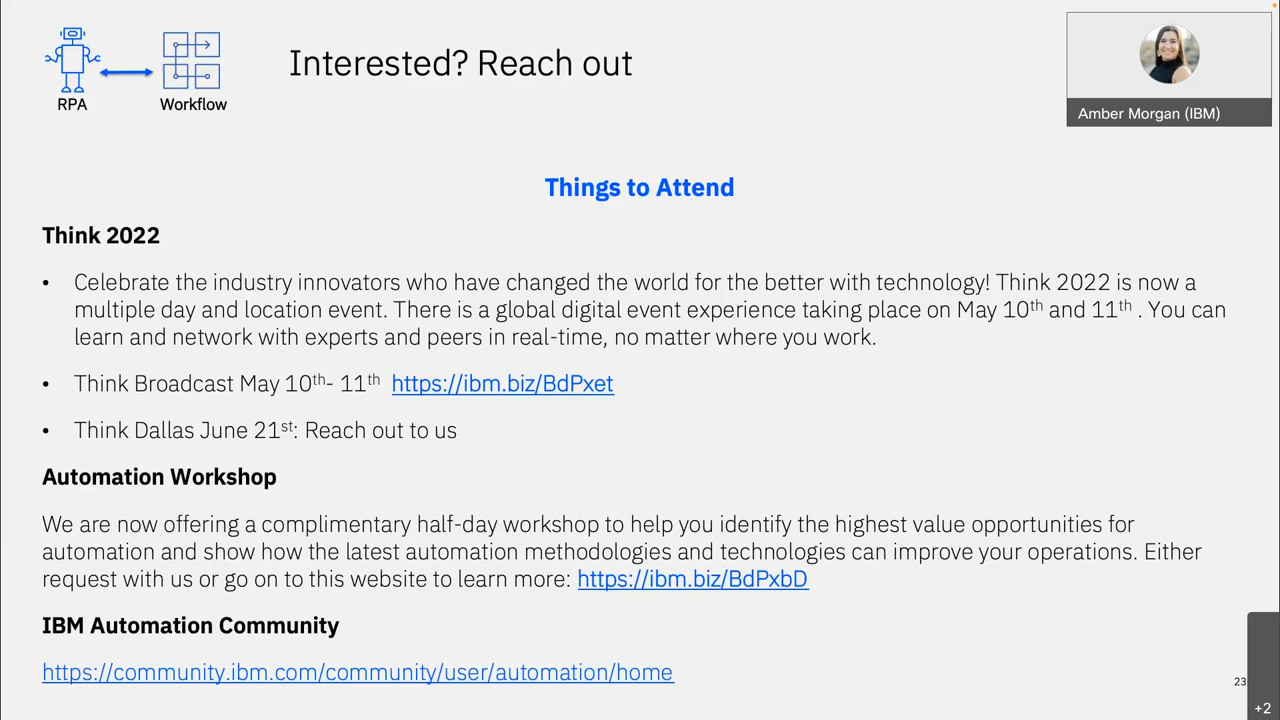 RPA
Workflow
Interested? Reach out
Amber Morgan (IBM)
Things to Attend
Think 2022
• Celebrate the industry innovators who have changed the world for the better with technology! Think 2022 is now a
multiple day and location event. There is a global digital event experience taking place on May 10th and 11th . You can
learn and network with experts and peers in real-time, no matter where you work.
• Think Broadcast May 10th- 11th https://ibm.biz/BdPxet
• Think Dallas June 21st: Reach out to us
Automation Workshop
We are now offering a complimentary half-day workshop to help you identify the highest value opportunities for
automation and show how the latest automation methodologies and technologies can improve your operations. Either
request with us or go on to this website to learn more: https://ibm.biz/BdPxbD
IBM Automation Community
https://community.ibm.com/community/user/automation/home
23
+2